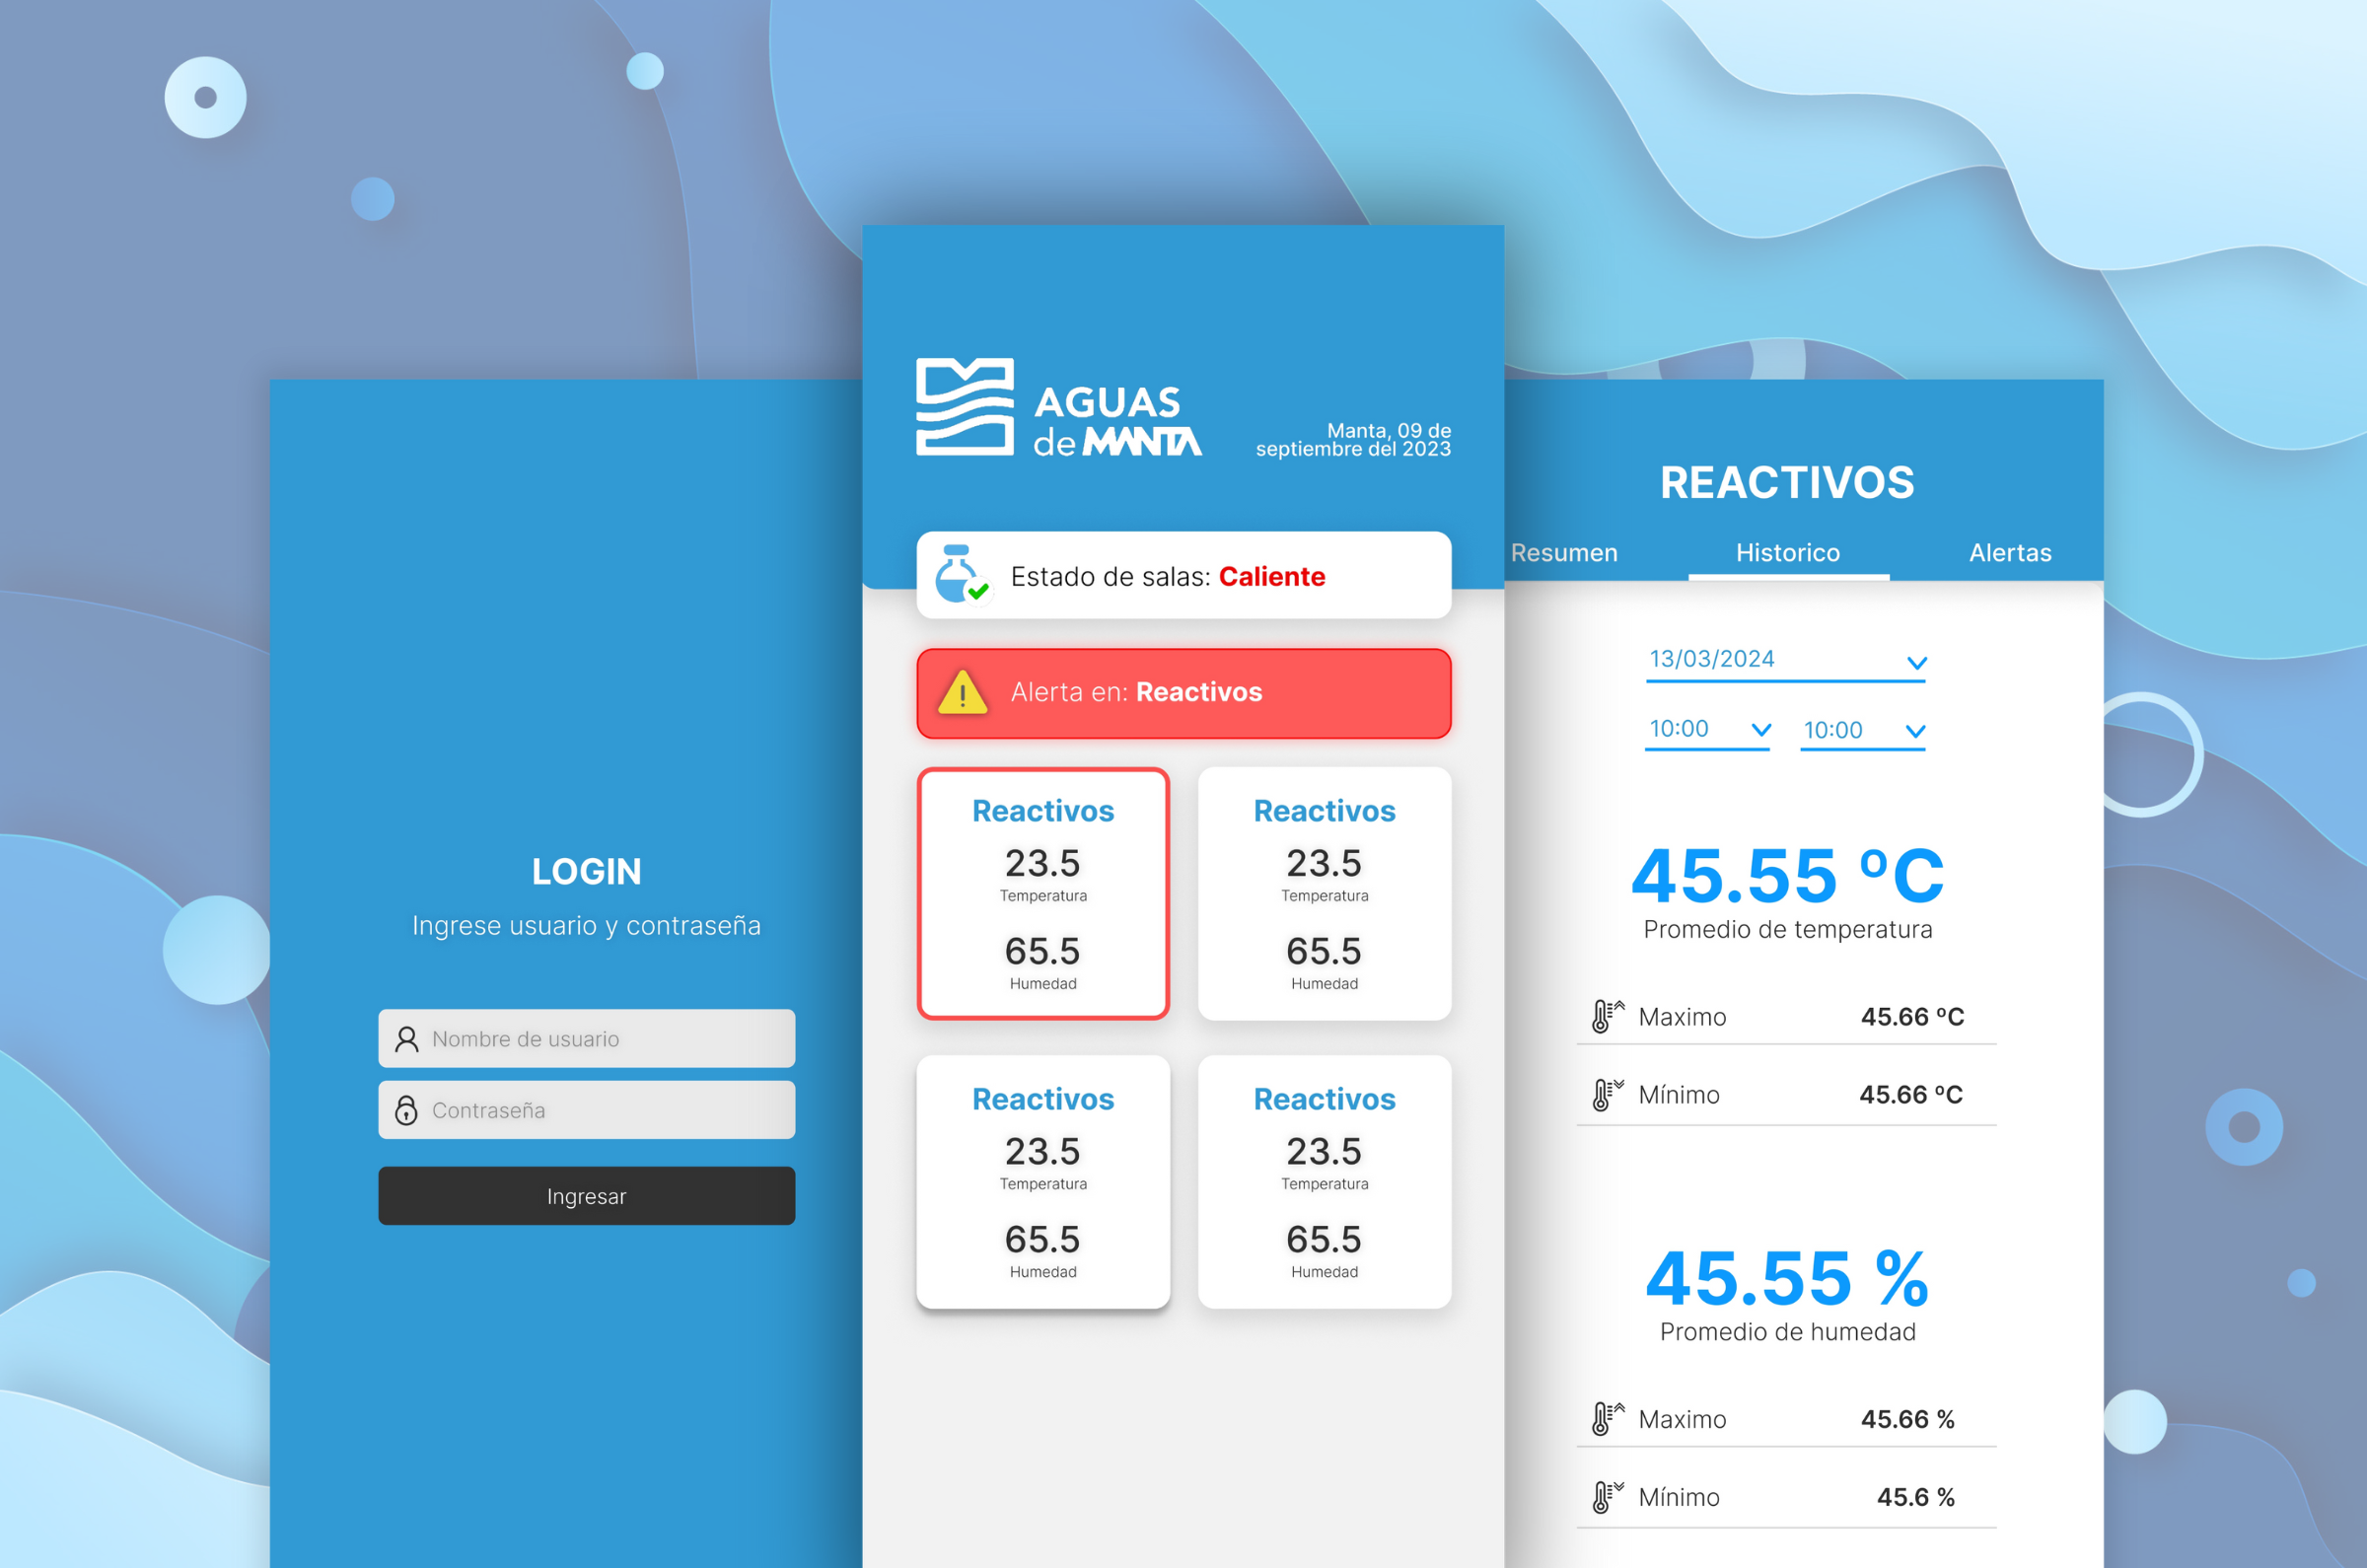 LOGIN
Ingrese usuario y contraseña
Nombre de usuario
Contraseña
Ingresar
AGUAS
de MANTA
Manta, 09 de
septiembre del 2023
Estado de salas: Caliente
Alerta en: Reactivos
Reactivos
23.5
Temperatura
65.5
Humedad
Reactivos
23.5
Temperatura
65.5
Humedad
Reactivos
23.5
Temperatura
65.5
Humedad
Reactivos
23.5
Temperatura
65.5
Humedad
REACTIVOS
Resumen Historico Alertas
13/03/2024
10:00 10:00
45.55 ºC
Promedio de temperatura
Maximo 45.66 ºC
Mínimo 45.66 ºC
45.55 %
Promedio de humedad
Maximo 45.66 %
Mínimo 45.6 %